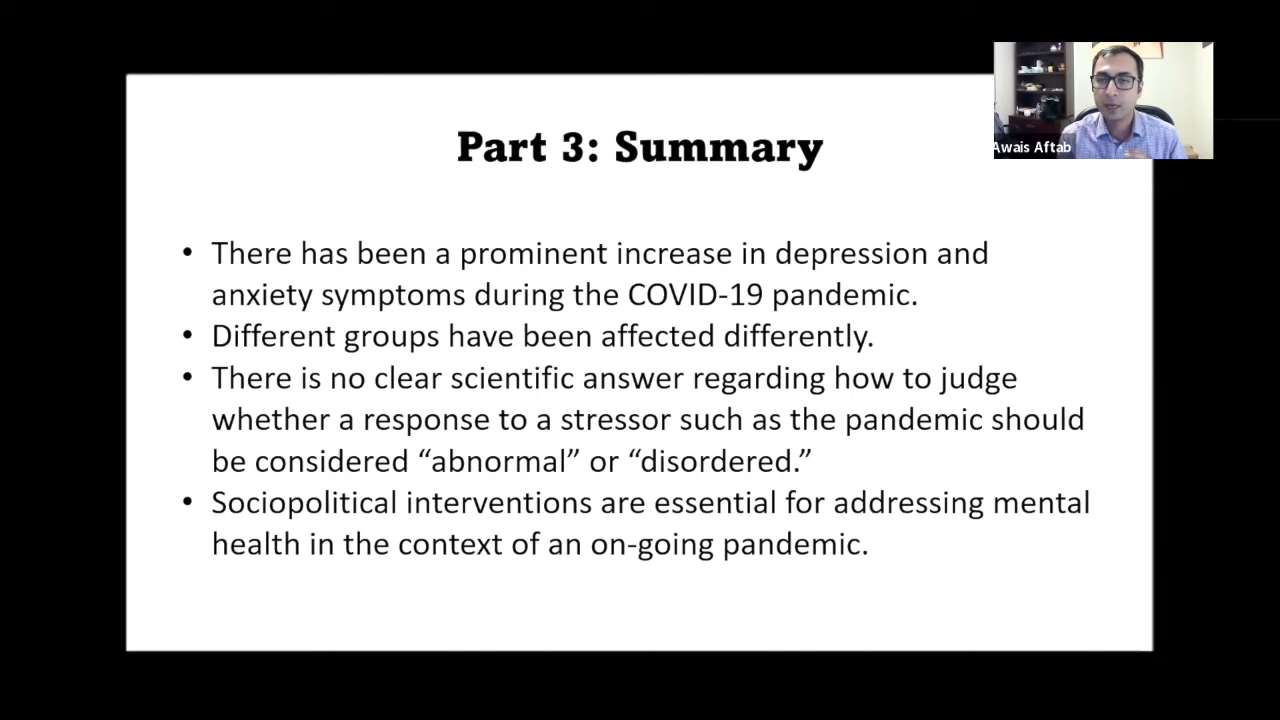 Part 3: Summary
Awais Aftab
• There has been a prominent increase in depression and
anxiety symptoms during the COVID-19 pandemic.
• Different groups have been affected differently.
• There is no clear scientific answer regarding how to judge
whether a response to a stressor such as the pandemic should
be considered “abnormal” or “disordered.”
• Sociopolitical interventions are essential for addressing mental
health in the context of an on-going pandemic.